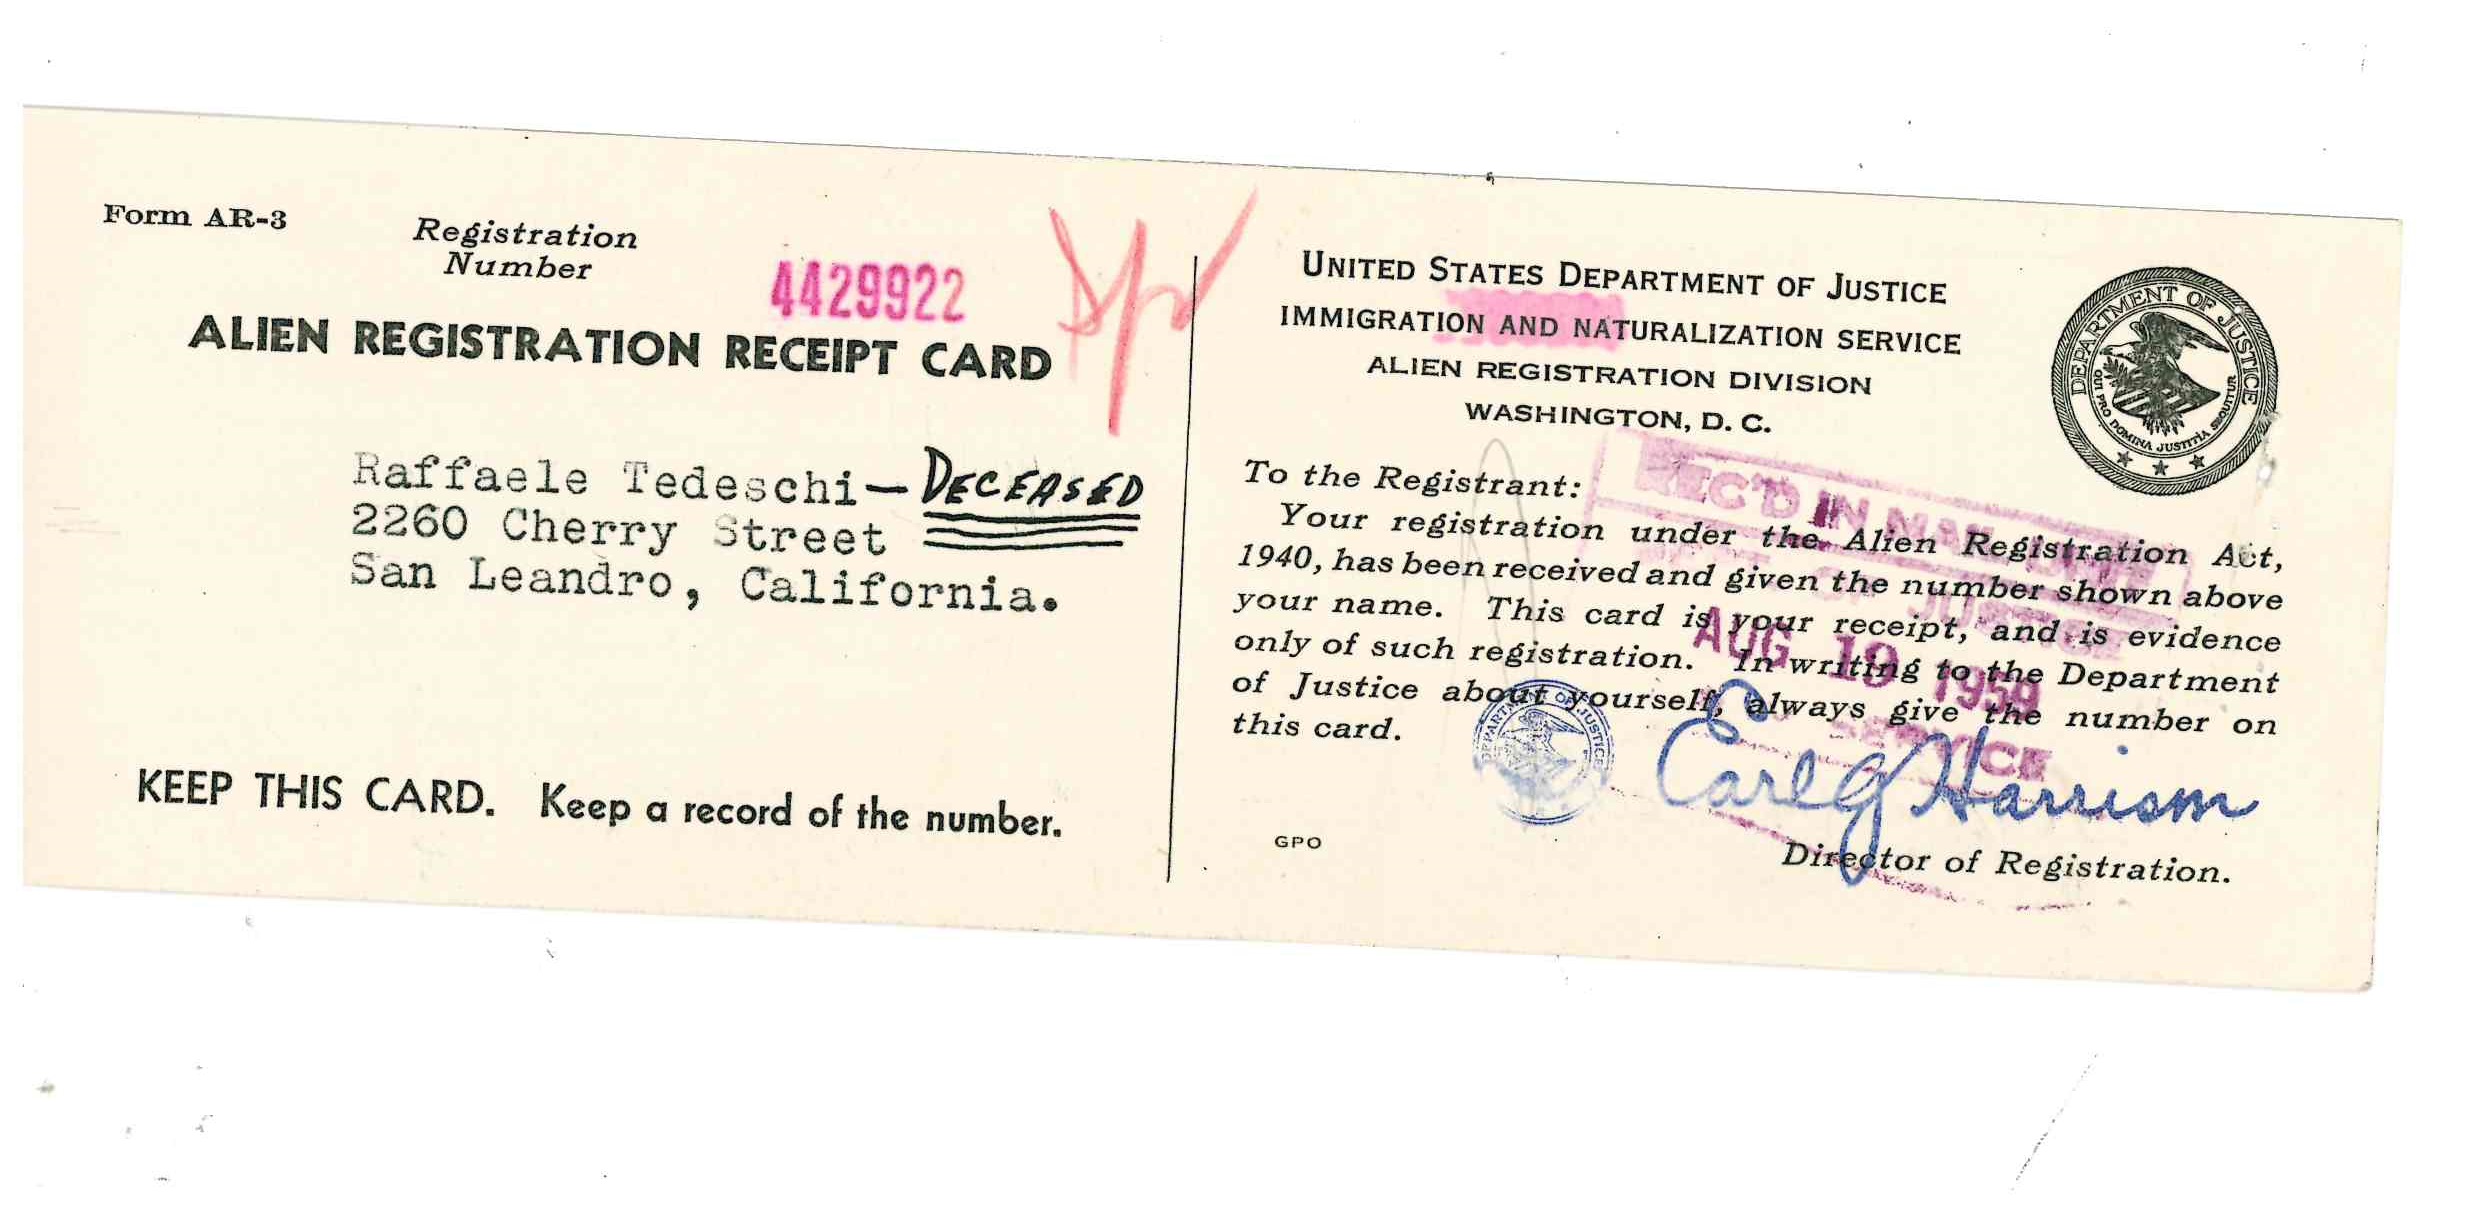 Form AR-3
Registration
Number
4429922
ALIEN REGISTRATION RECEIPT CARD
Raffaele Tedeschi—DECEASED
2260 Cherry Street
San Leandro, California.
KEEP THIS CARD. Keep a record of the number.
UNITED STATES DEPARTMENT OF JUSTICE
IMMIGRATION AND NATURALIZATION SERVICE
ALIEN REGISTRATION DIVISION
WASHINGTON, D. C.
DEPARTMENT OF JUSTICE
QUI PRO DOMINA JUSTITIA SEQUITUR
To the Registrant:
Your registration under the Alien Registration Act,
1940, has been received and given the number shown above
your name. This card is your receipt, and is evidence
only of such registration. In writing to the Department
of Justice about yourself, always give the number on
this card.
REC'D IN
OF JUSTICE
AUG 19 1959
SERVICE
DEPARTMENT OF JUSTICE
Earl G Harrison
GPO
Director of Registration.